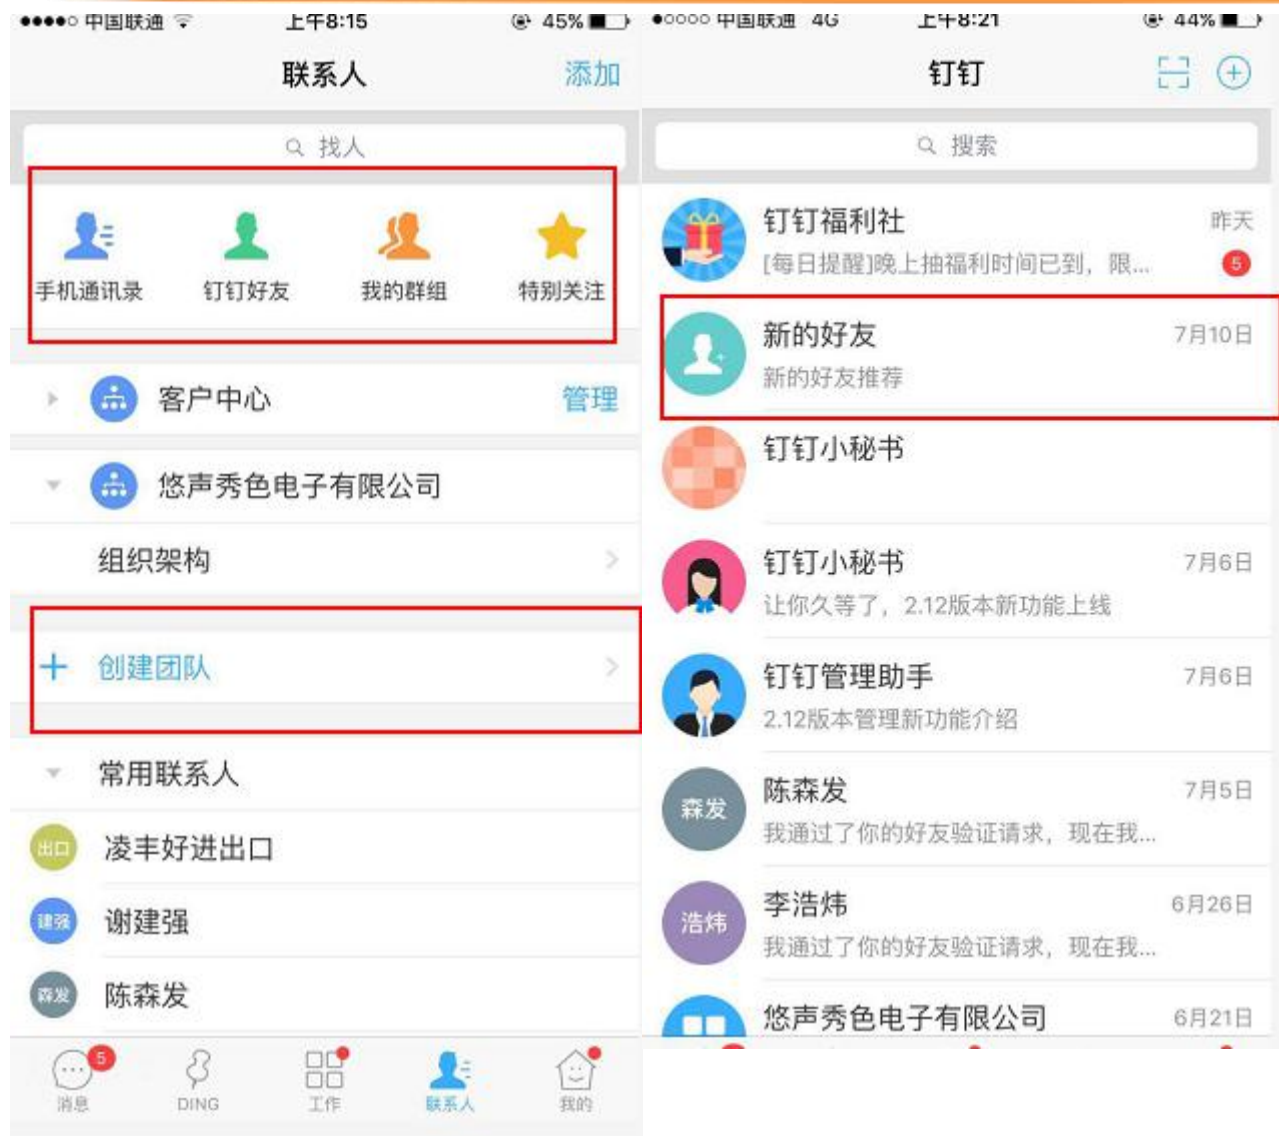 中国联通
上午8:15
45%
联系人
添加
找人
手机通讯录
钉钉好友
我的群组
特别关注
客户中心
管理
悠声秀色电子有限公司
组织架构
创建团队
常用联系人
出口
凌丰好进出口
建强
谢建强
森发
陈森发
5
消息
DING
工作
联系人
我的
中国联通 4G
上午8:21
44%
钉钉
搜索
钉钉福利社
昨天
[每日提醒]晚上抽福利时间已到，限...
5
新的好友
7月10日
新的好友推荐
钉钉小秘书
钉钉小秘书
7月6日
让你久等了，2.12版本新功能上线
钉钉管理助手
7月6日
2.12版本管理新功能介绍
森发
陈森发
7月5日
我通过了你的好友验证请求，现在我...
浩炜
李浩炜
6月26日
我通过了你的好友验证请求，现在我...
悠声秀色电子有限公司
6月21日